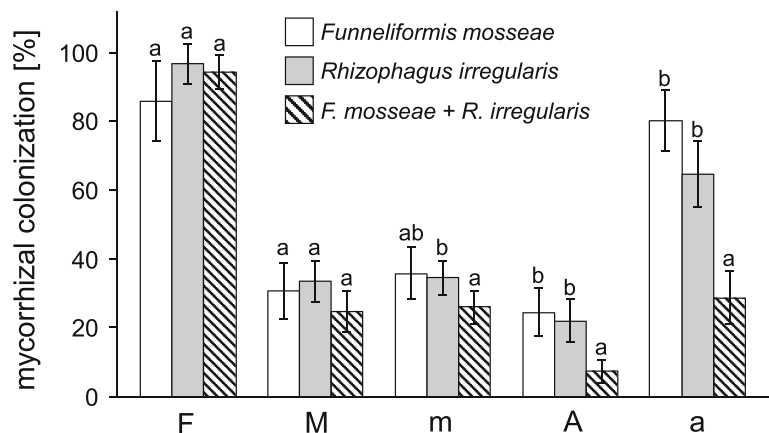 mycorrhizal colonization [%]
100
80
60
40
20
0
Funneliformis mosseae
Rhizophagus irregularis
F. mosseae + R. irregularis
a a a
a a a
ab b a
b b a
b b a
F M m A a